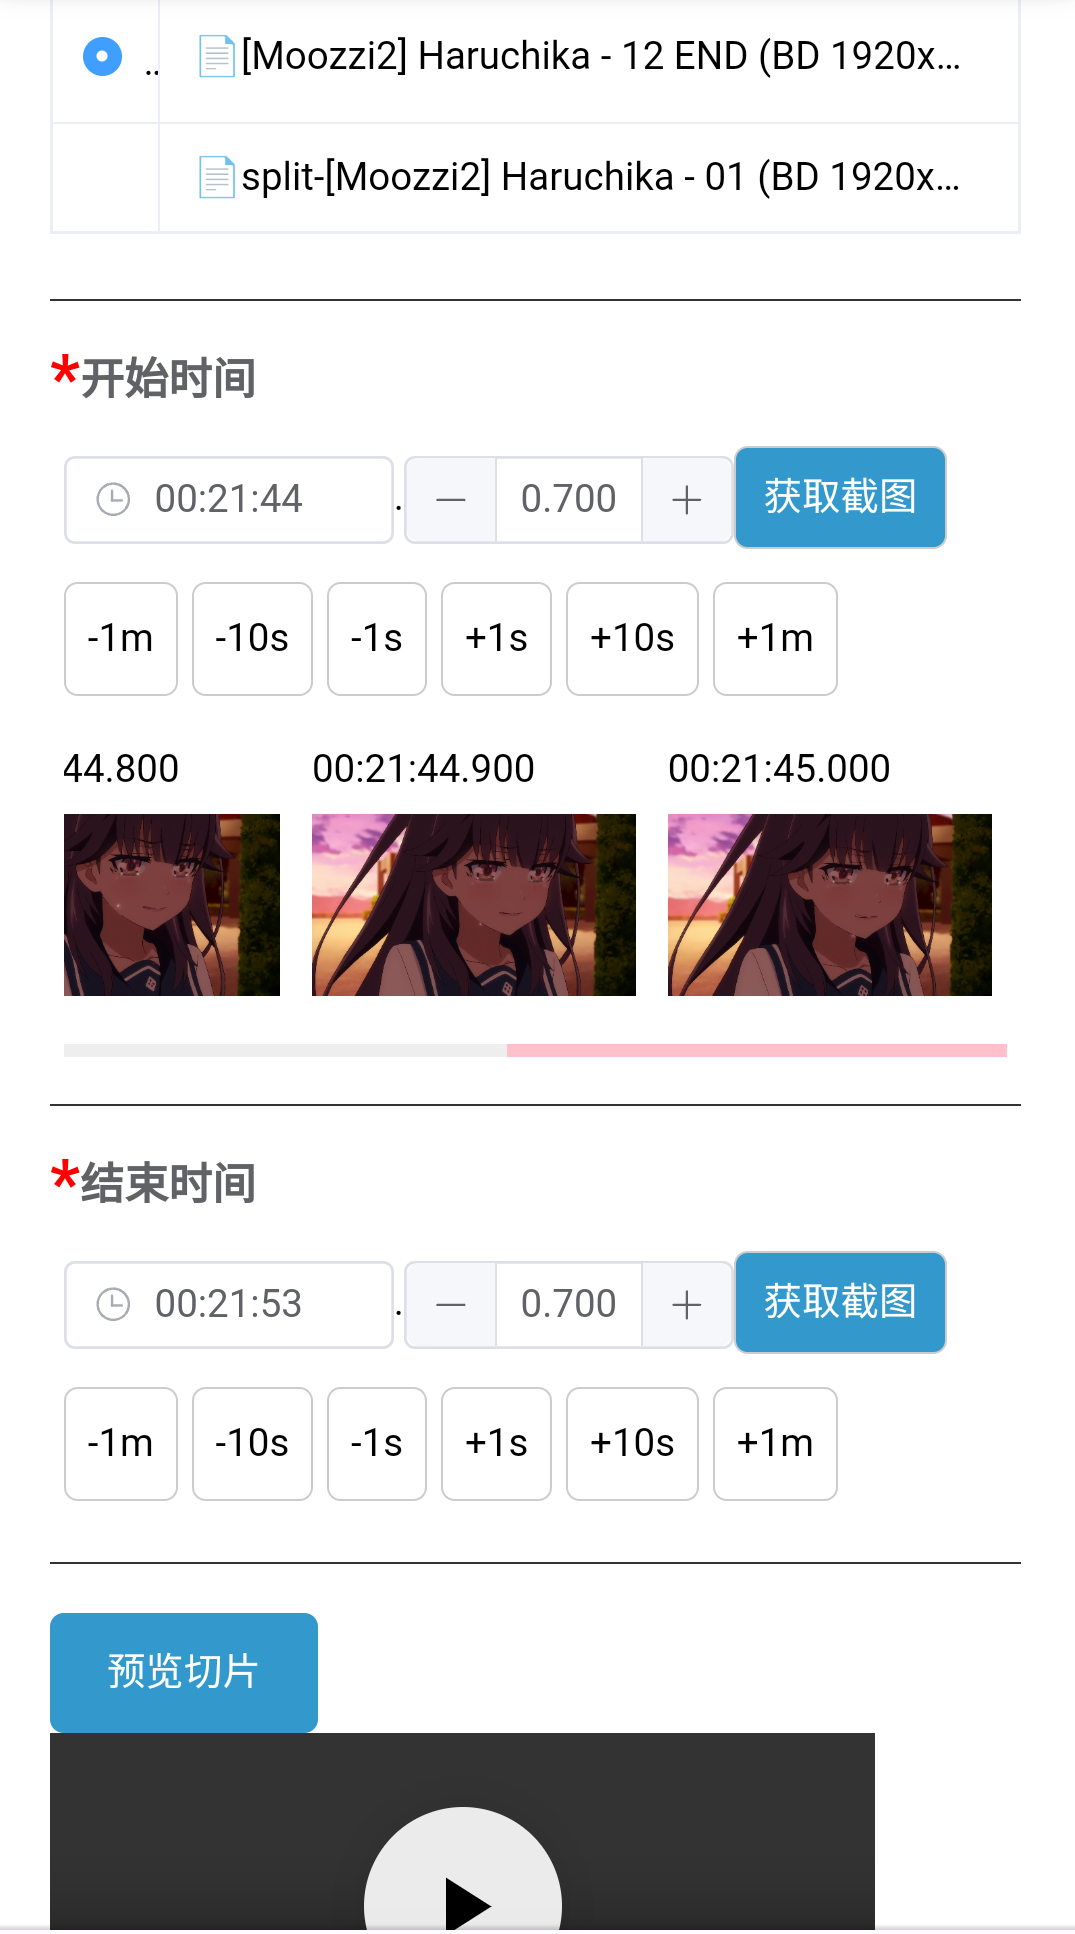 .. [Moozzi2] Haruchika - 12 END (BD 1920x...
split-[Moozzi2] Haruchika - 01 (BD 1920x...
*开始时间
00:21:44 . — 0.700 + 获取截图
-1m -10s -1s +1s +10s +1m
44.800 00:21:44.900 00:21:45.000
*结束时间
00:21:53 . — 0.700 + 获取截图
-1m -10s -1s +1s +10s +1m
预览切片